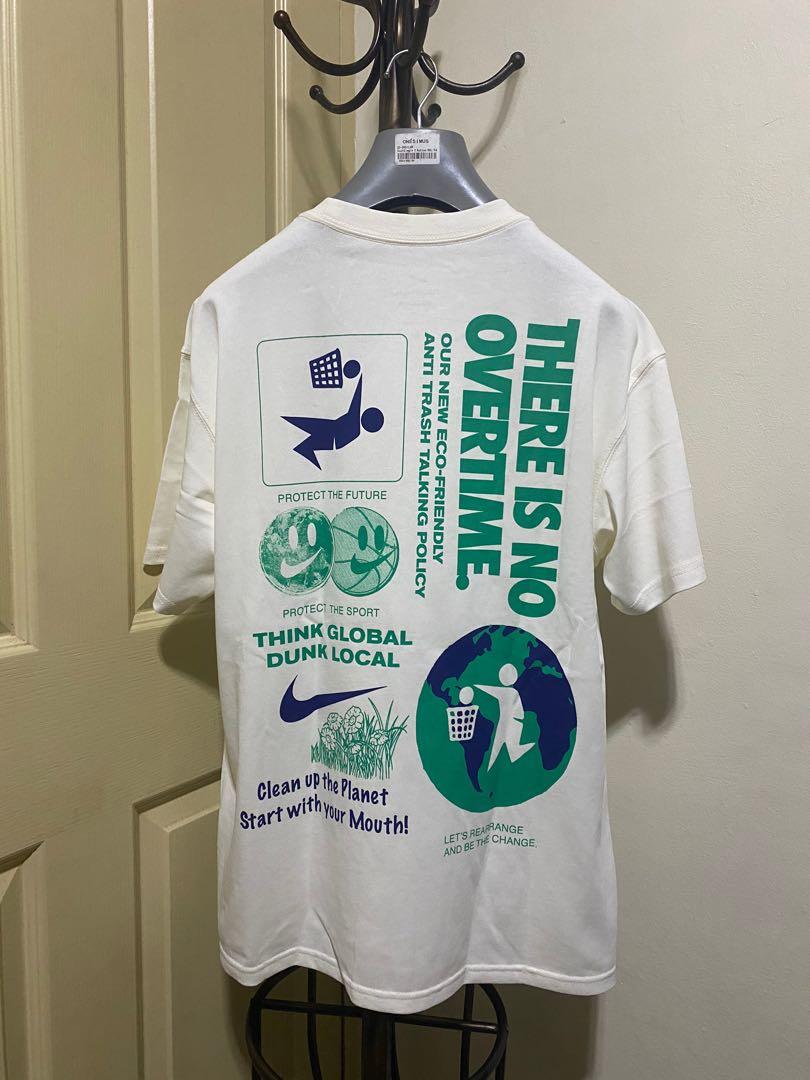 ONÉSIMUS
THERE IS NO
OVERTIME.
OUR NEW ECO-FRIENDLY
ANTI TRASH TALKING POLICY
PROTECT THE FUTURE
PROTECT THE SPORT
THINK GLOBAL
DUNK LOCAL
Clean up the Planet
Start with your Mouth!
LET'S REARRANGE
AND BE THE CHANGE.